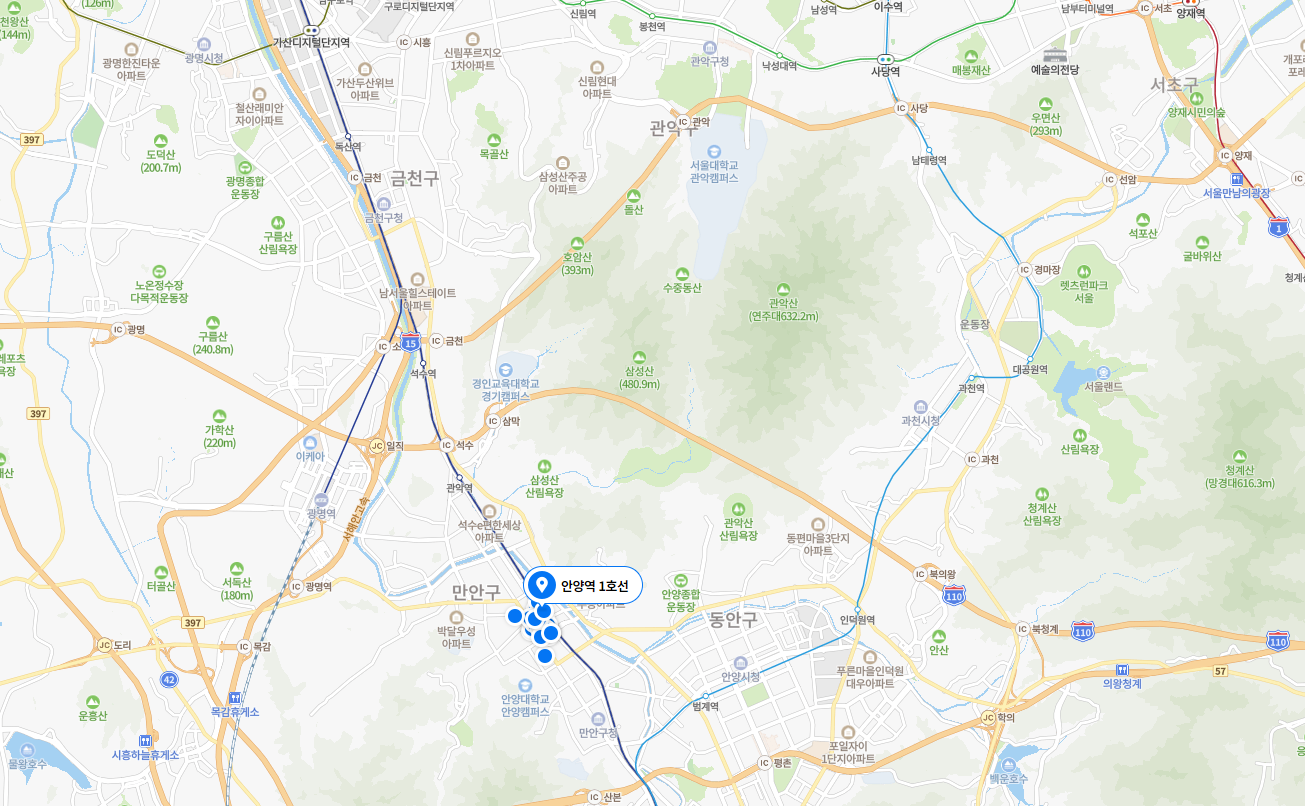 천왕산
(144m)
(126m)
가산디지털단지역
구로디지털단지역
신림역
봉천역
남성역
이수역
남부터미널역
서초
양재역
광명한진타운
아파트
광명시청
IC 시흥
신림푸르지오
1차아파트
관악구청
낙성대역
사당역
매봉재산
예술의전당
서초구
가산두산위브
아파트
신림현대
아파트
철산래미안
자이아파트
IC 관악
관악구
IC 사당
우면산
(293m)
양재시민의숲
397
도덕산
(200.7m)
독산역
목골산
삼성산주공
아파트
서울대학교
관악캠퍼스
남태령역
IC 양재
광명종합
운동장
IC 금천
금천구
IC 선암
서울만남의광장
금천구청
돌산
구름산
산림욕장
석포산
1
호암산
(393m)
굴바위산
노온정수장
다목적운동장
수중동산
IC 경마장
렛츠런파크
서울
남서울힐스테이트
아파트
관악산
(연주대632.2m)
구름산
(240.8m)
IC 광명
운동장
15
IC 금천
석수역
삼성산
(480.9m)
대공원역
경인교육대학교
경기캠퍼스
과천역
서울랜드
397
가학산
(220m)
IC 삼막
과천시청
이케아
JC 일직
IC 석수
산림욕장
IC 과천
청계산
(망경대616.3m)
삼성산
산림욕장
관악역
광명역
서해안고속
석수e편한세상
아파트
관악산
산림욕장
동편마을3단지
아파트
청계산
산림욕장
터골산
서독산
(180m)
IC 광명역
안양역 1호선
만안구
안양종합
운동장
IC 북의왕
110
397
동안구
인덕원역
박달우성
아파트
IC 북청계
110
110
JC 도리
IC 목감
안산
42
안양시청
푸른마을인덕원
대우아파트
의왕청계
57
운흥산
목감휴게소
안양대학교
안양캠퍼스
범계역
JC 학의
만안구청
시흥하늘휴게소
물왕호수
포일자이
1단지아파트
IC 평촌
백운호수
IC 산본